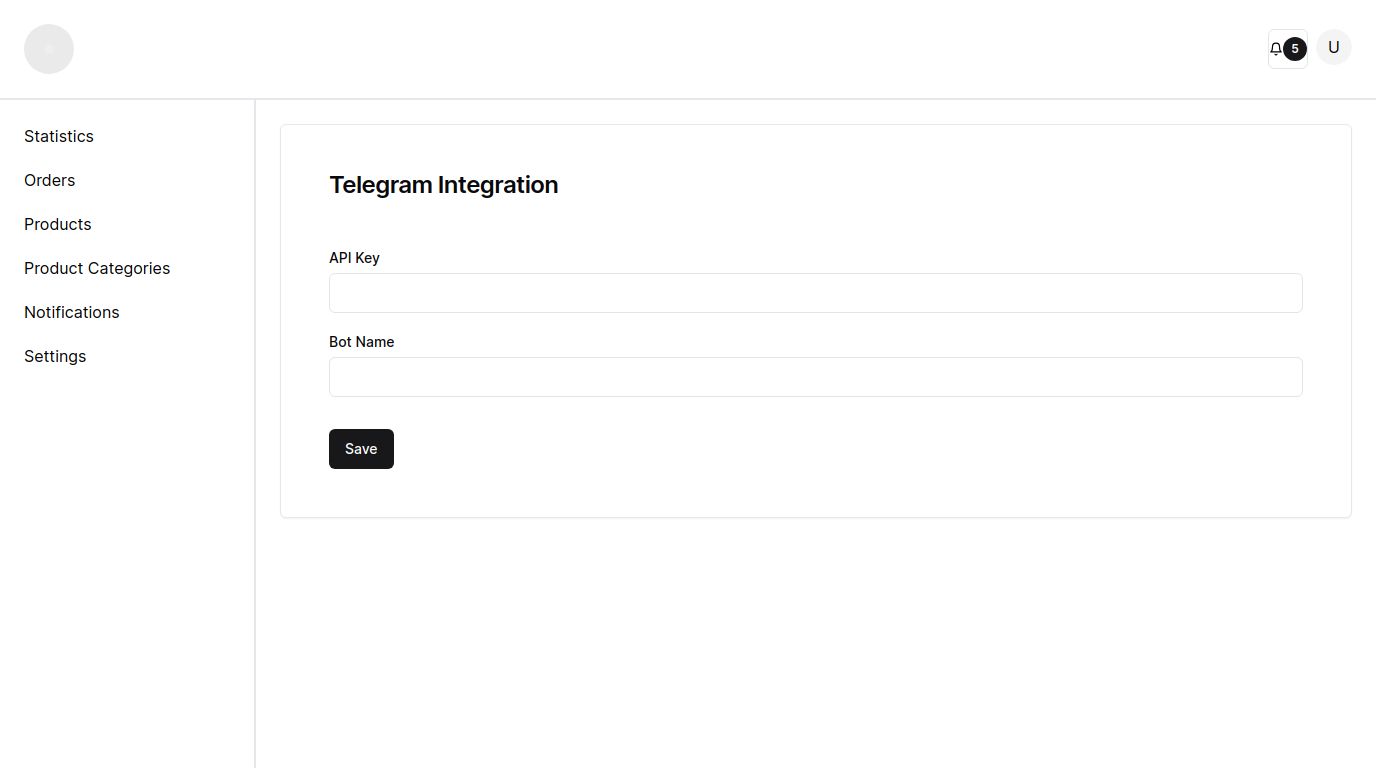 5
U
Statistics
Orders
Products
Product Categories
Notifications
Settings
Telegram Integration
API Key
Bot Name
Save